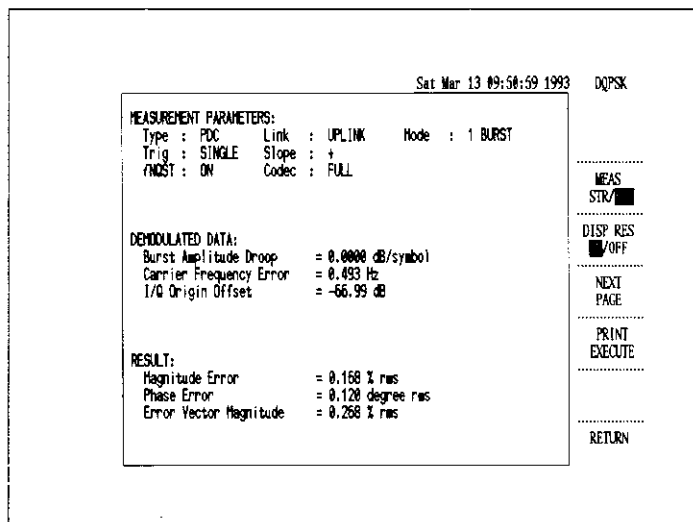 Sat Mar 13 09:50:59 1993 DQPSK
MEASUREMENT PARAMETERS:
Type : PDC Link : UPLINK Mode : 1 BURST
Trig : SINGLE Slope : +
√NQST : ON Codec : FULL
MEAS
STR/
DEMODULATED DATA:
Burst Amplitude Droop = 0.0000 dB/symbol
Carrier Frequency Error = 0.493 Hz
I/Q Origin Offset = -66.99 dB
DISP RES
/OFF
NEXT
PAGE
PRINT
EXECUTE
RESULT:
Magnitude Error = 0.168 % rms
Phase Error = 0.120 degree rms
Error Vector Magnitude = 0.268 % rms
RETURN